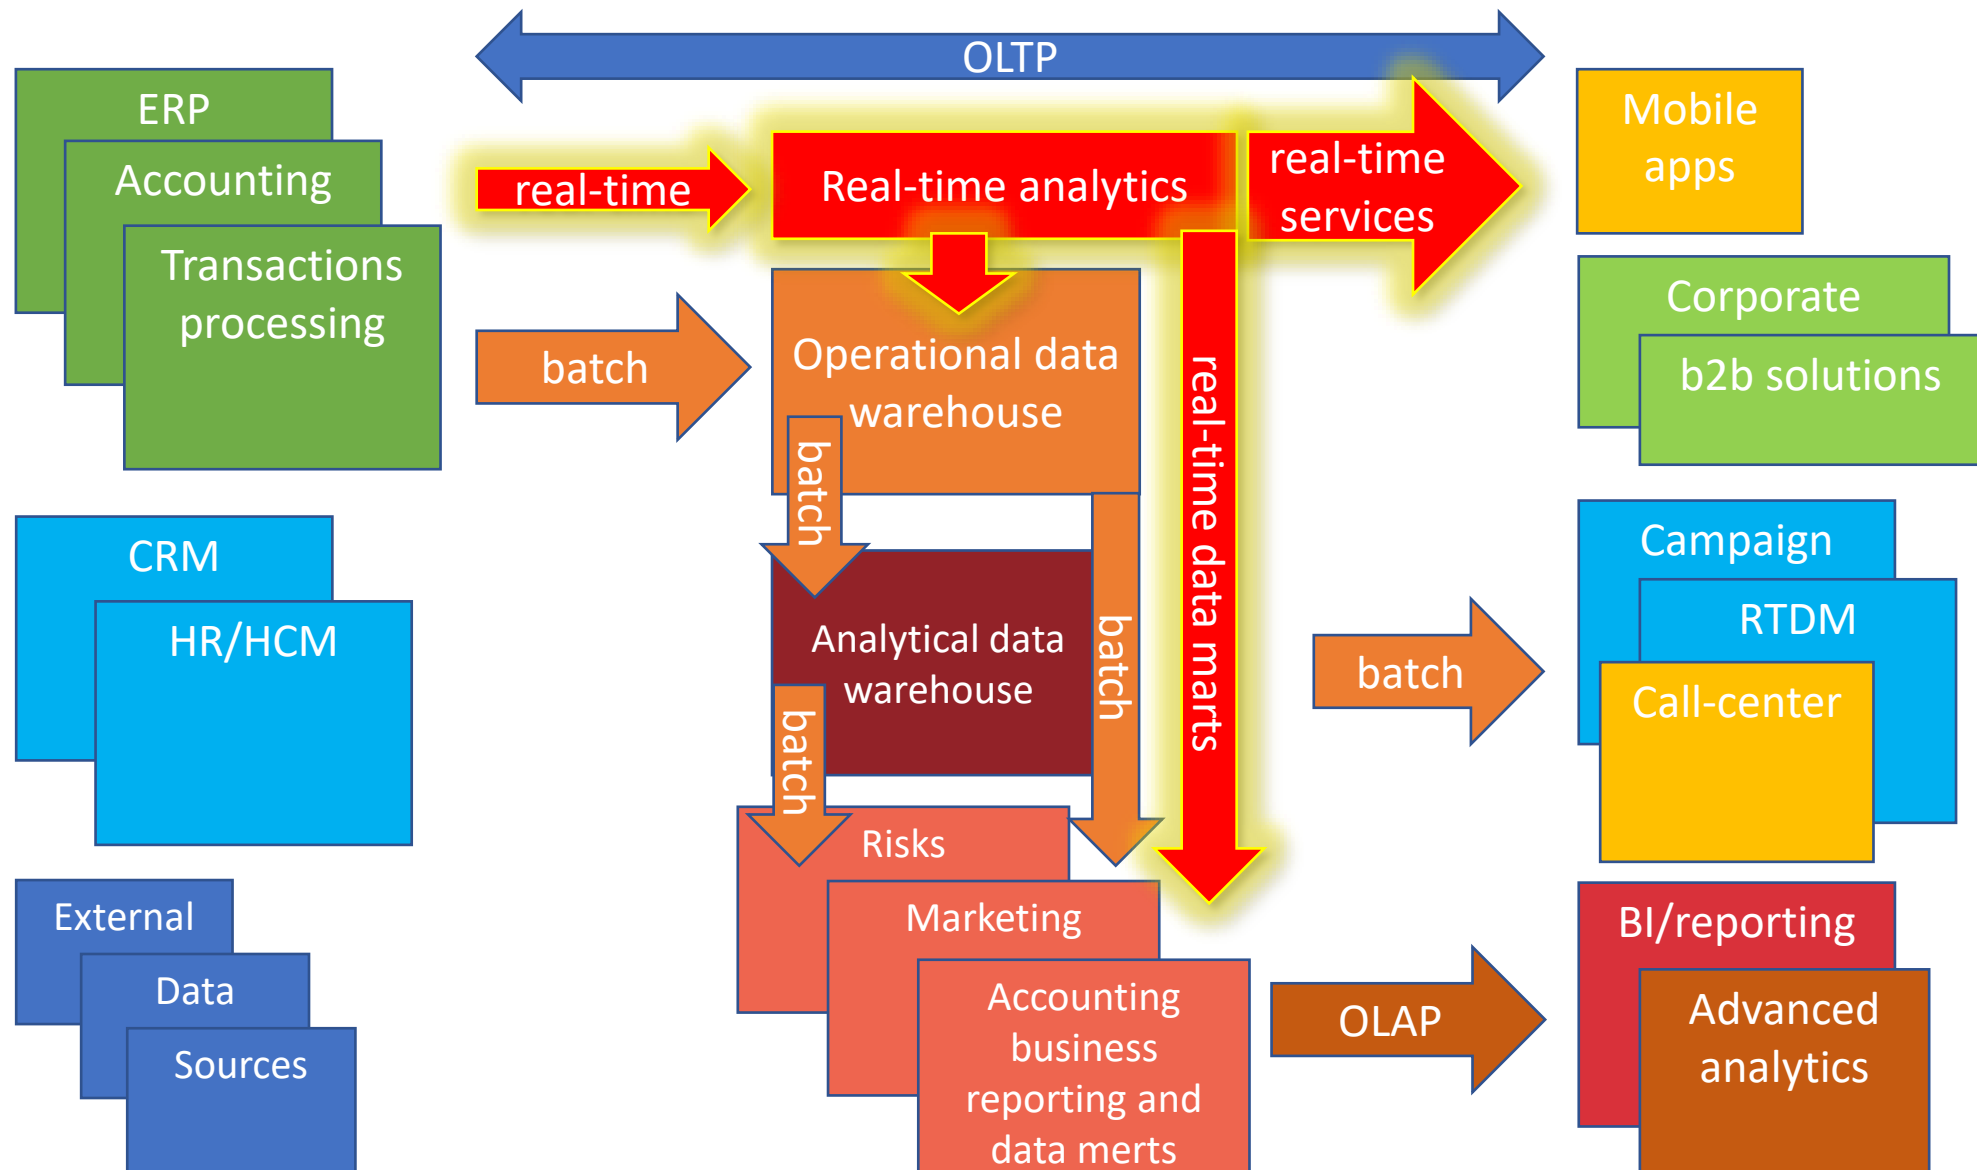 OLTP
ERP
Accounting
Transactions
processing
real-time
Real-time analytics
real-time
services
Mobile
apps
batch
Operational data
warehouse
real-time data marts
Corporate
b2b solutions
batch
CRM
HR/HCM
Analytical data
warehouse
batch
batch
batch
Campaign
RTDM
Call-center
External
Data
Sources
Risks
Marketing
Accounting
business
reporting and
data merts
OLAP
BI/reporting
Advanced
analytics